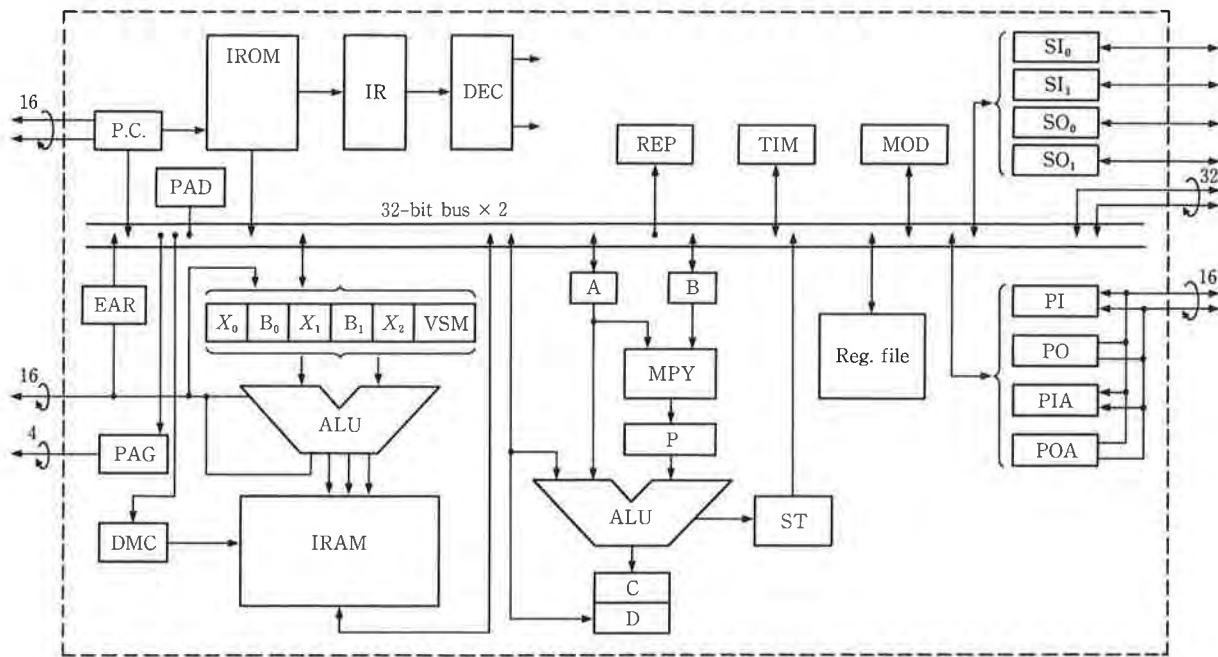 IROM
IR
DEC
16
P.C.
PAD
REP
TIM
MOD
SI₀
SI₁
SO₀
SO₁
32
32-bit bus × 2
EAR
X₀ B₀ X₁ B₁ X₂ VSM
A
B
MPY
P
Reg. file
16
PI
PO
PIA
POA
16
4
ALU
PAG
DMC
IRAM
ALU
ST
C
D